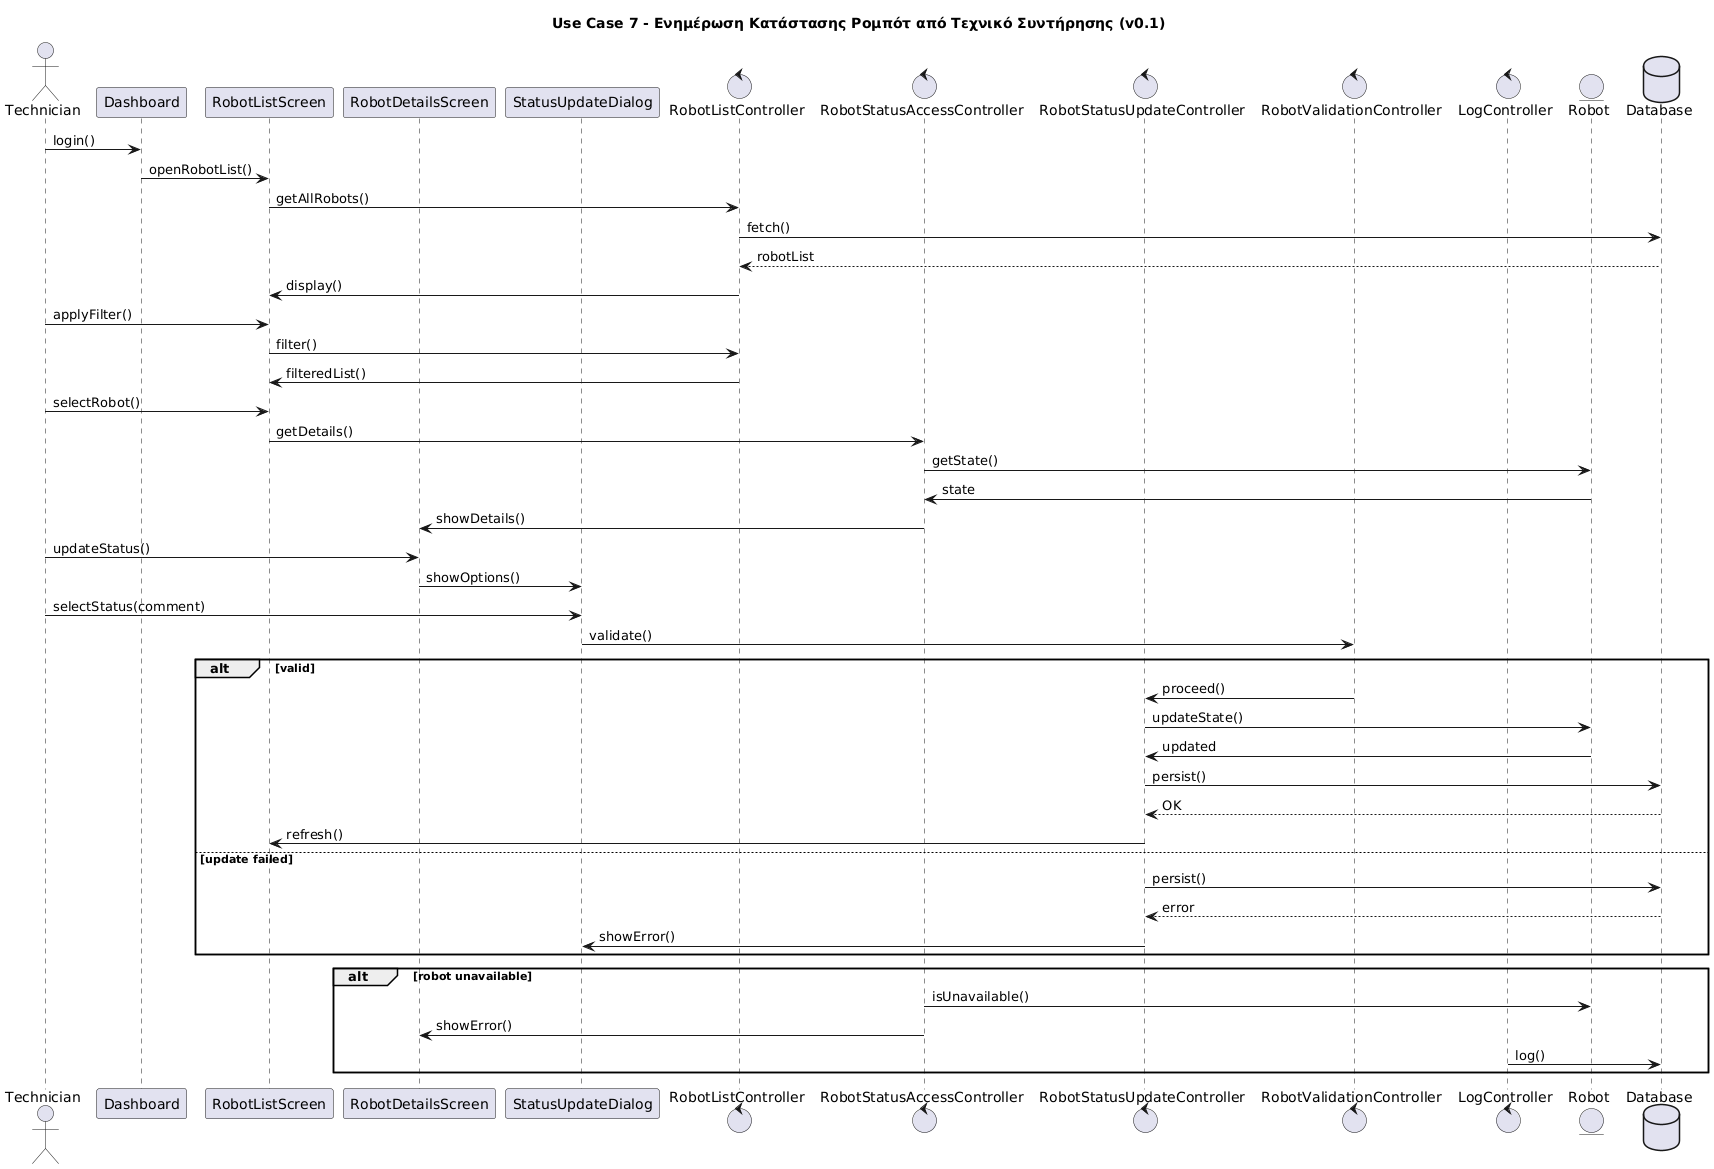 Use Case 7 - Ενημέρωση Κατάστασης Ρομπότ από Τεχνικό Συντήρησης (v0.1)
Technician Dashboard RobotListScreen RobotDetailsScreen StatusUpdateDialog RobotListController RobotStatusAccessController RobotStatusUpdateController RobotValidationController LogController Robot Database
login()
openRobotList()
getAllRobots()
fetch()
robotList
display()
applyFilter()
filter()
filteredList()
selectRobot()
getDetails()
getState()
state
showDetails()
updateStatus()
showOptions()
selectStatus(comment)
validate()
alt [valid]
proceed()
updateState()
updated
persist()
OK
refresh()
[update failed]
persist()
error
showError()
alt [robot unavailable]
isUnavailable()
showError()
log()
Technician Dashboard RobotListScreen RobotDetailsScreen StatusUpdateDialog RobotListController RobotStatusAccessController RobotStatusUpdateController RobotValidationController LogController Robot Database